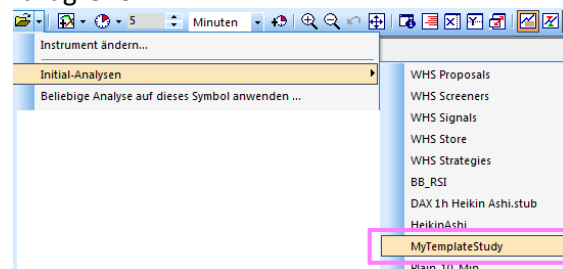 5 Minuten
Instrument ändern...
Initial-Analysen
Beliebige Analyse auf dieses Symbol anwenden ...
WHS Proposals
WHS Screeners
WHS Signals
WHS Store
WHS Strategies
BB_RSI
DAX 1h Heikin Ashi.stub
HeikinAshi
MyTemplateStudy
Plain_10_Min